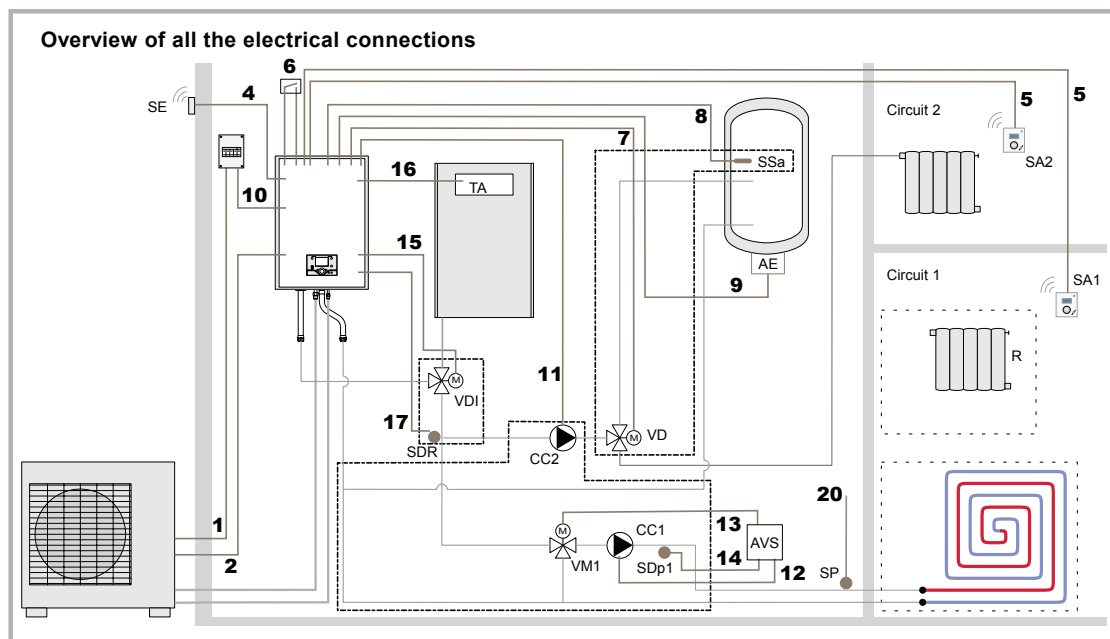 Overview of all the electrical connections
6
4
5
5
SE
8
7
Circuit 2
SSa
SA2
16
TA
10
15
AE
9
Circuit 1
SA1
M
11
R
VDI
17
M
VD
SDR
CC2
20
1
M
13
CC1
AVS
2
VM1
SDp1
14
12
SP